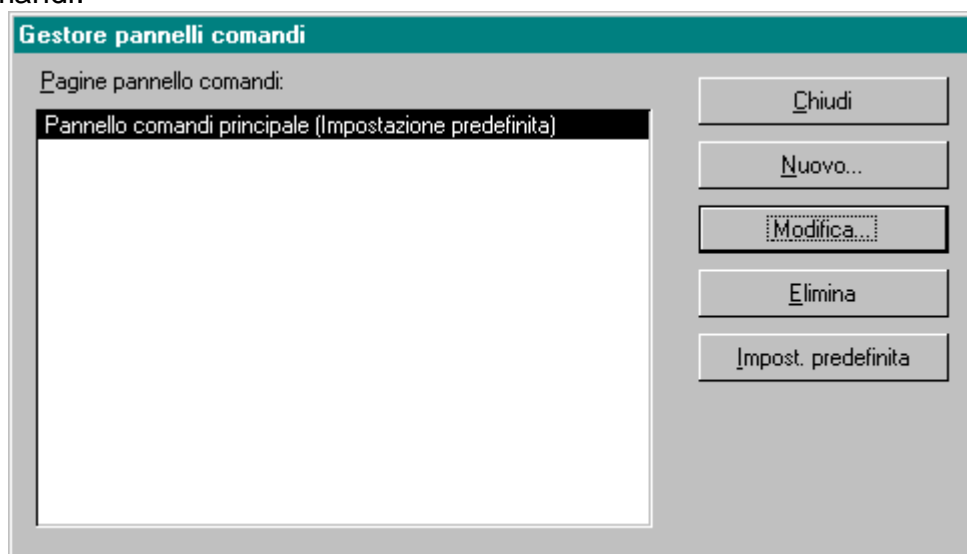 Gestore pannelli comandi
Pagine pannello comandi:
Pannello comandi principale (Impostazione predefinita)
Chiudi
Nuovo...
Modifica...
Elimina
Impost. predefinita